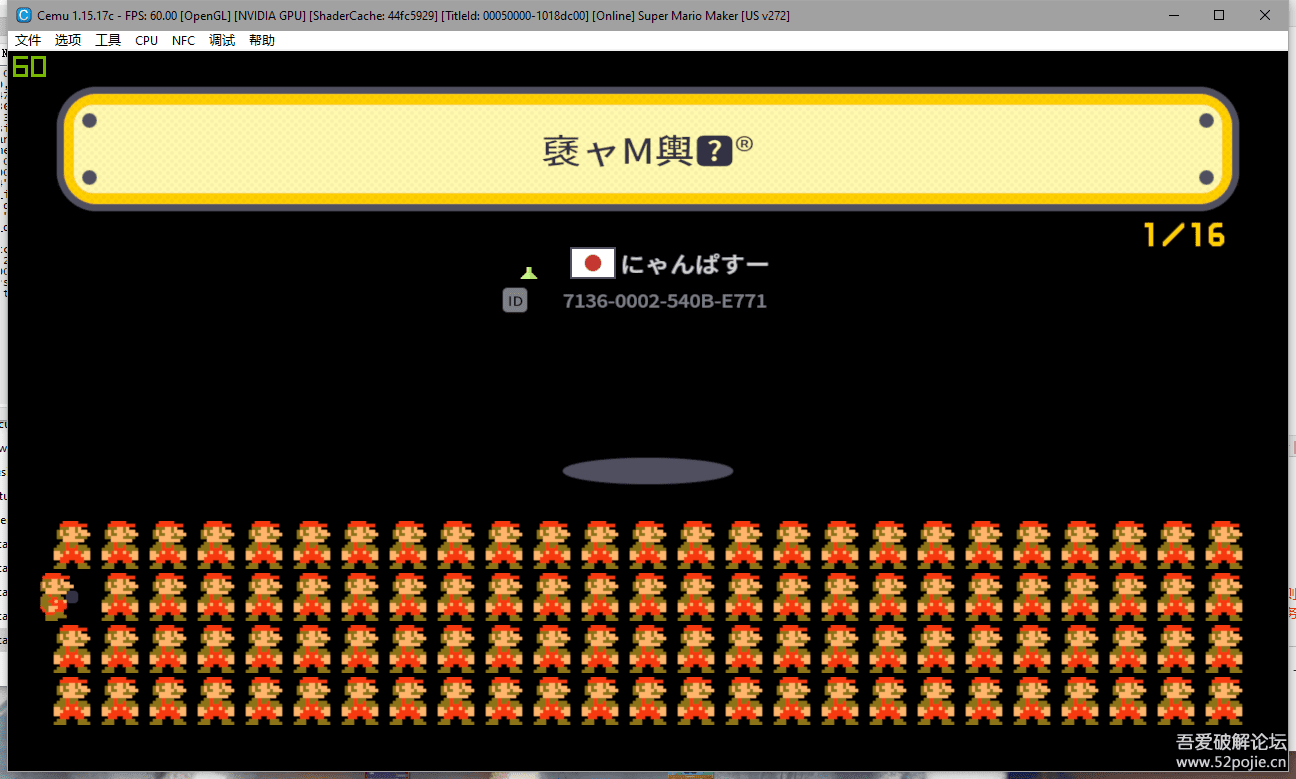 Cemu 1.15.17c - FPS: 60.00 [OpenGL] [NVIDIA GPU] [ShaderCache: 44fc5929] [TitleId: 00050000-1018dc00] [Online] Super Mario Maker [US v272]
文件 选项 工具 CPU NFC 调试 帮助
60
褎ャM輿?®
1/16
にゃんぱすー
ID 7136-0002-540B-E771
吾爱破解论坛
www.52pojie.cn